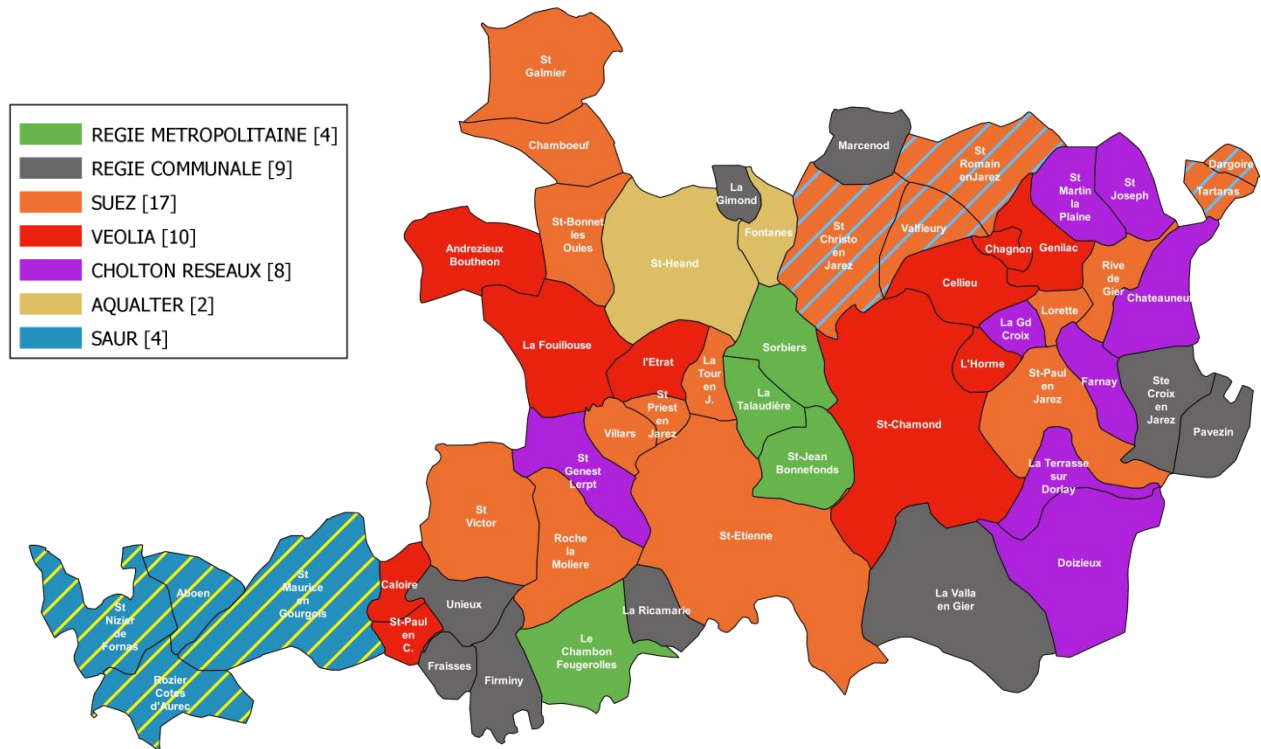 REGIE METROPOLITAINE [4]
REGIE COMMUNALE [9]
SUEZ [17]
VEOLIA [10]
CHOLTON RESEAUX [8]
AQUALTER [2]
SAUR [4]
St
Galmier
Chamboeuf
St-Bonnet
les
Oules
Andrezieux
Boutheon
La Fouillouse
St-Heand
La
Gimond
Fontanes
Marcenod
St
Christo
en
Jarez
St
Romain
enJarez
Valfleury
Chagnon
Genilac
Cellieu
St
Martin
la
Plaine
St
Joseph
Dargoire
Tartaras
Rive
de
Gier
Chateauneuf
Lorette
La Gd
Croix
L'Horme
St-Paul
en
Jarez
Farnay
Ste
Croix
en
Jarez
Pavezin
l'Etrat
La
Tour
en
J.
St
Priest
en
Jarez
Villars
Sorbiers
La
Talaudière
St-Jean
Bonnefonds
St-Chamond
La Terrasse
sur
Dorlay
Doizieux
La Valla
en Gier
St-Etienne
St
Genest
Lerpt
St
Victor
Roche
la
Moliere
La Ricamarie
Le
Chambon
Feugerolles
Unieux
Caloire
St-Paul
en
C.
Fraisses
Firminy
St
Maurice
en
Gourgois
Aboen
St
Nizier
de
Fornas
Rozier
Cotes
d'Aurec